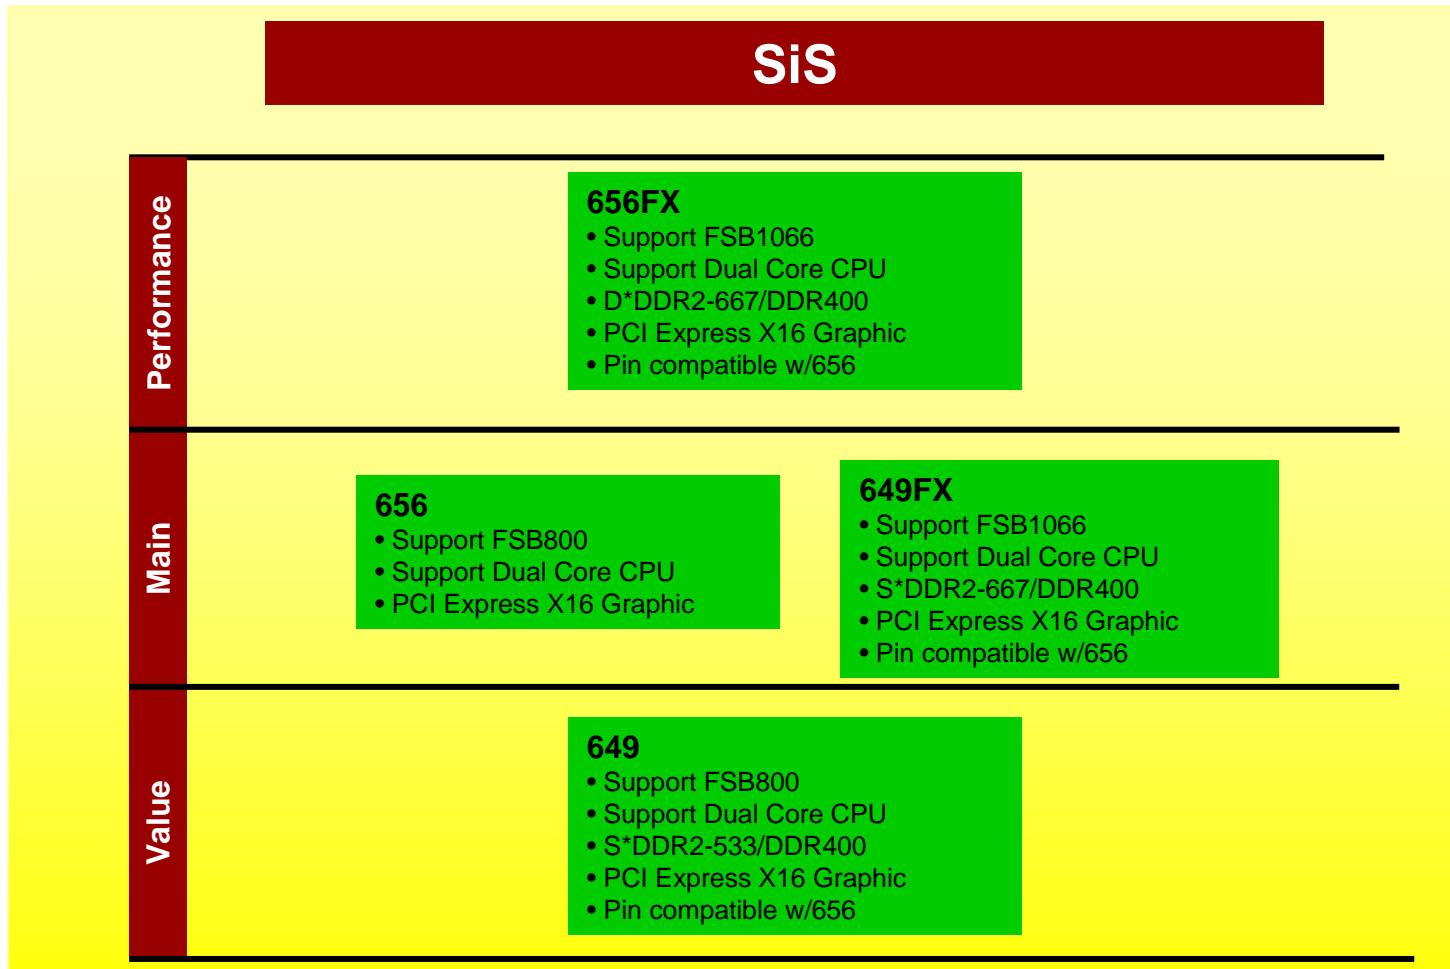 SiS
Performance
656FX
• Support FSB1066
• Support Dual Core CPU
• D*DDR2-667/DDR400
• PCI Express X16 Graphic
• Pin compatible w/656
Main
656
• Support FSB800
• Support Dual Core CPU
• PCI Express X16 Graphic
649FX
• Support FSB1066
• Support Dual Core CPU
• S*DDR2-667/DDR400
• PCI Express X16 Graphic
• Pin compatible w/656
Value
649
• Support FSB800
• Support Dual Core CPU
• S*DDR2-533/DDR400
• PCI Express X16 Graphic
• Pin compatible w/656